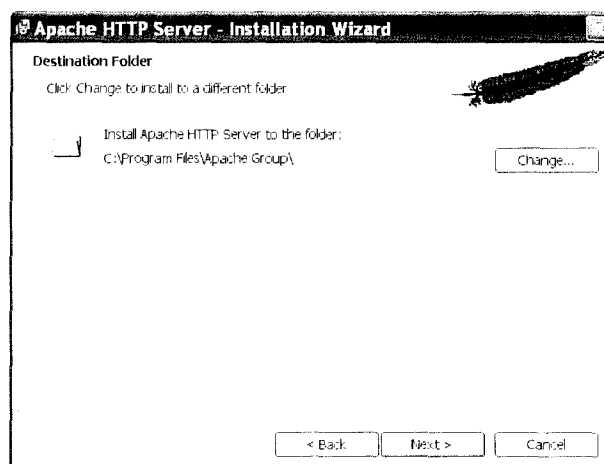 Apache HTTP Server - Installation Wizard
Destination Folder
Click Change to install to a different folder
Install Apache HTTP Server to the folder:
C:\Program Files\Apache Group\
Change...
< Back
Next >
Cancel